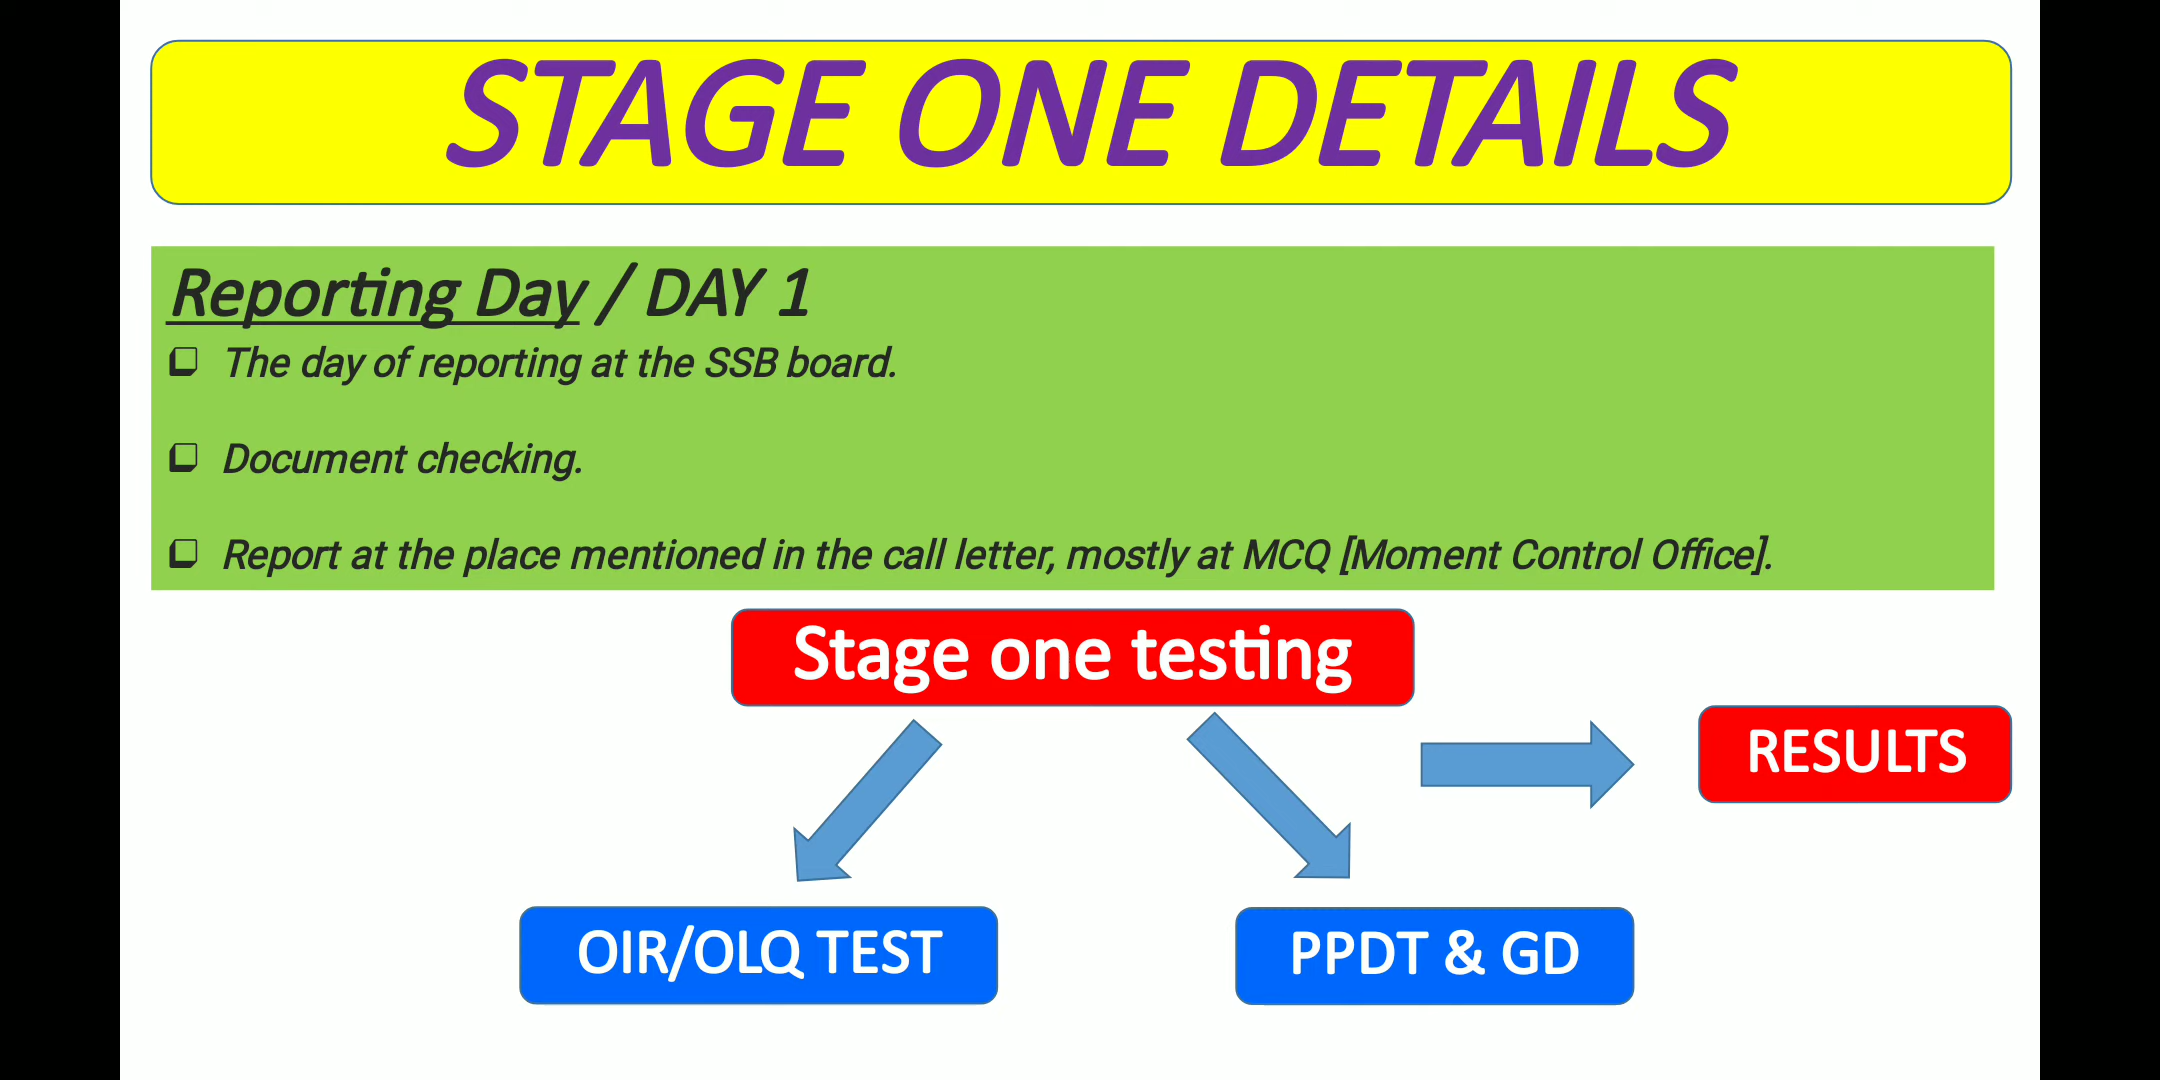 STAGE ONE DETAILS
Reporting Day / DAY 1
The day of reporting at the SSB board.
Document checking.
Report at the place mentioned in the call letter, mostly at MCQ [Moment Control Office].
Stage one testing
RESULTS
OIR/OLQ TEST
PPDT & GD